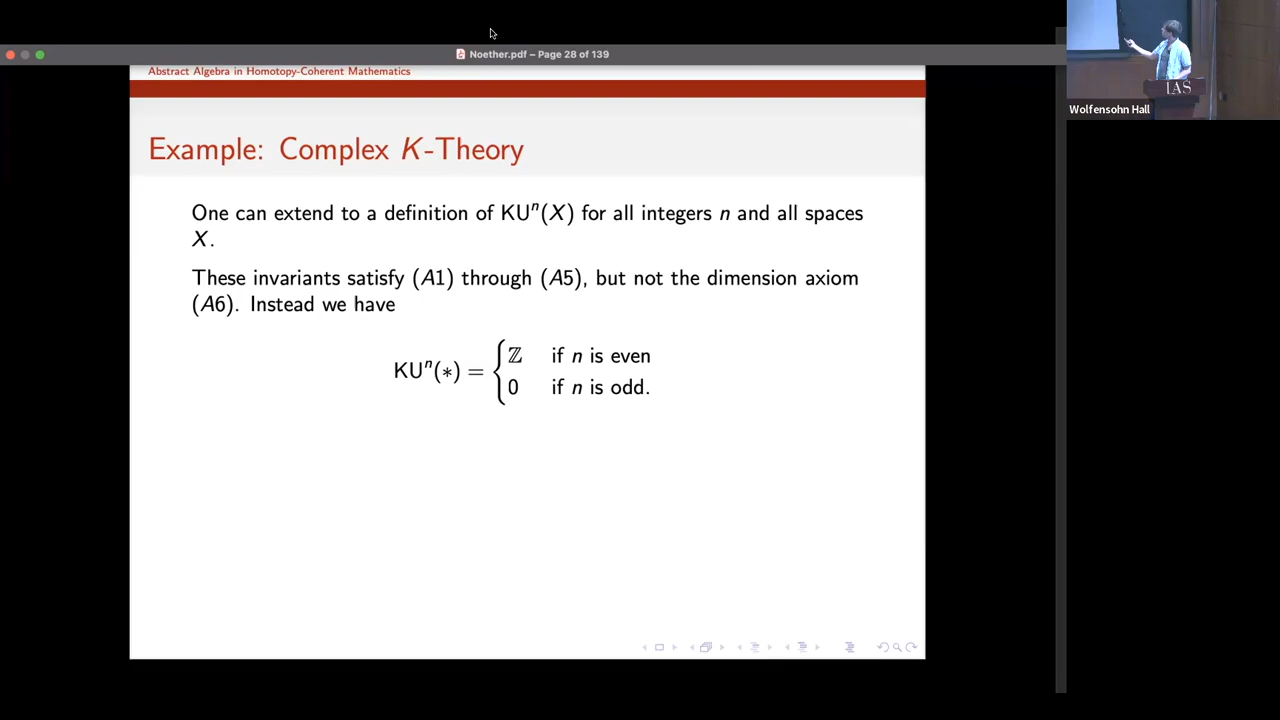 Noether.pdf – Page 28 of 139
Abstract Algebra in Homotopy-Coherent Mathematics
Example: Complex K-Theory
One can extend to a definition of KUⁿ(X) for all integers n and all spaces
X.
These invariants satisfy (A1) through (A5), but not the dimension axiom
(A6). Instead we have
KUⁿ(∗) = { ℤ if n is even
0 if n is odd.
IAS
Wolfensohn Hall